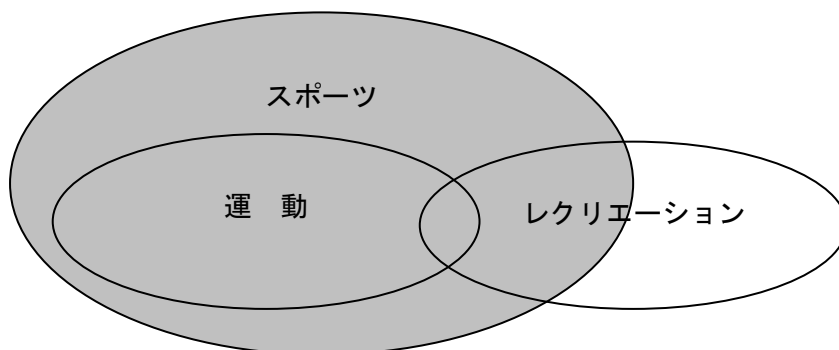 スポーツ
運　動
レクリエーション